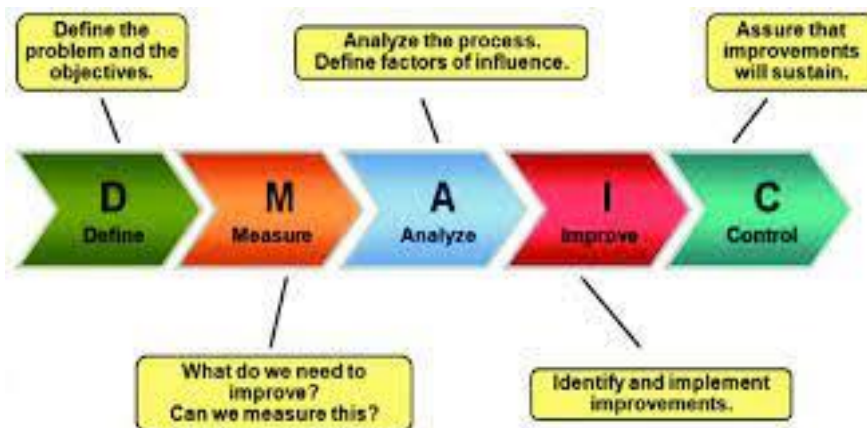 Define the
problem and the
objectives.
Analyze the process.
Define factors of influence.
Assure that
improvements
will sustain.
D
Define
M
Measure
A
Analyze
I
Improve
C
Control
What do we need to
improve?
Can we measure this?
Identify and implement
improvements.